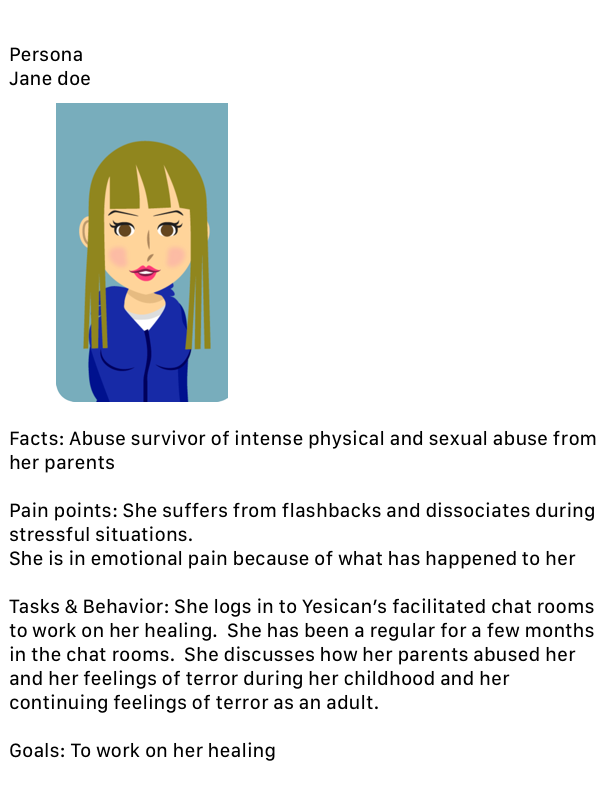 Persona
Jane doe
Facts: Abuse survivor of intense physical and sexual abuse from
her parents
Pain points: She suffers from flashbacks and dissociates during
stressful situations.
She is in emotional pain because of what has happened to her
Tasks & Behavior: She logs in to Yesican’s facilitated chat rooms
to work on her healing.  She has been a regular for a few months
in the chat rooms.  She discusses how her parents abused her
and her feelings of terror during her childhood and her
continuing feelings of terror as an adult.
Goals: To work on her healing